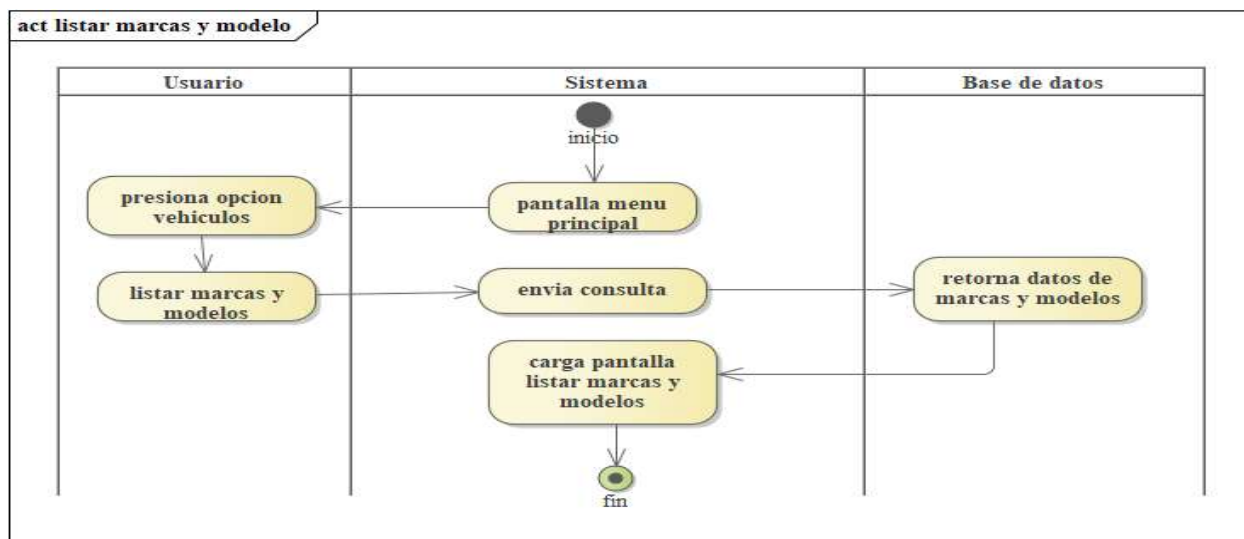 act listar marcas y modelo
Usuario
Sistema
Base de datos
inicio
presiona opcion
vehiculos
pantalla menu
principal
listar marcas y
modelos
envia consulta
retorna datos de
marcas y modelos
carga pantalla
listar marcas y
modelos
fin